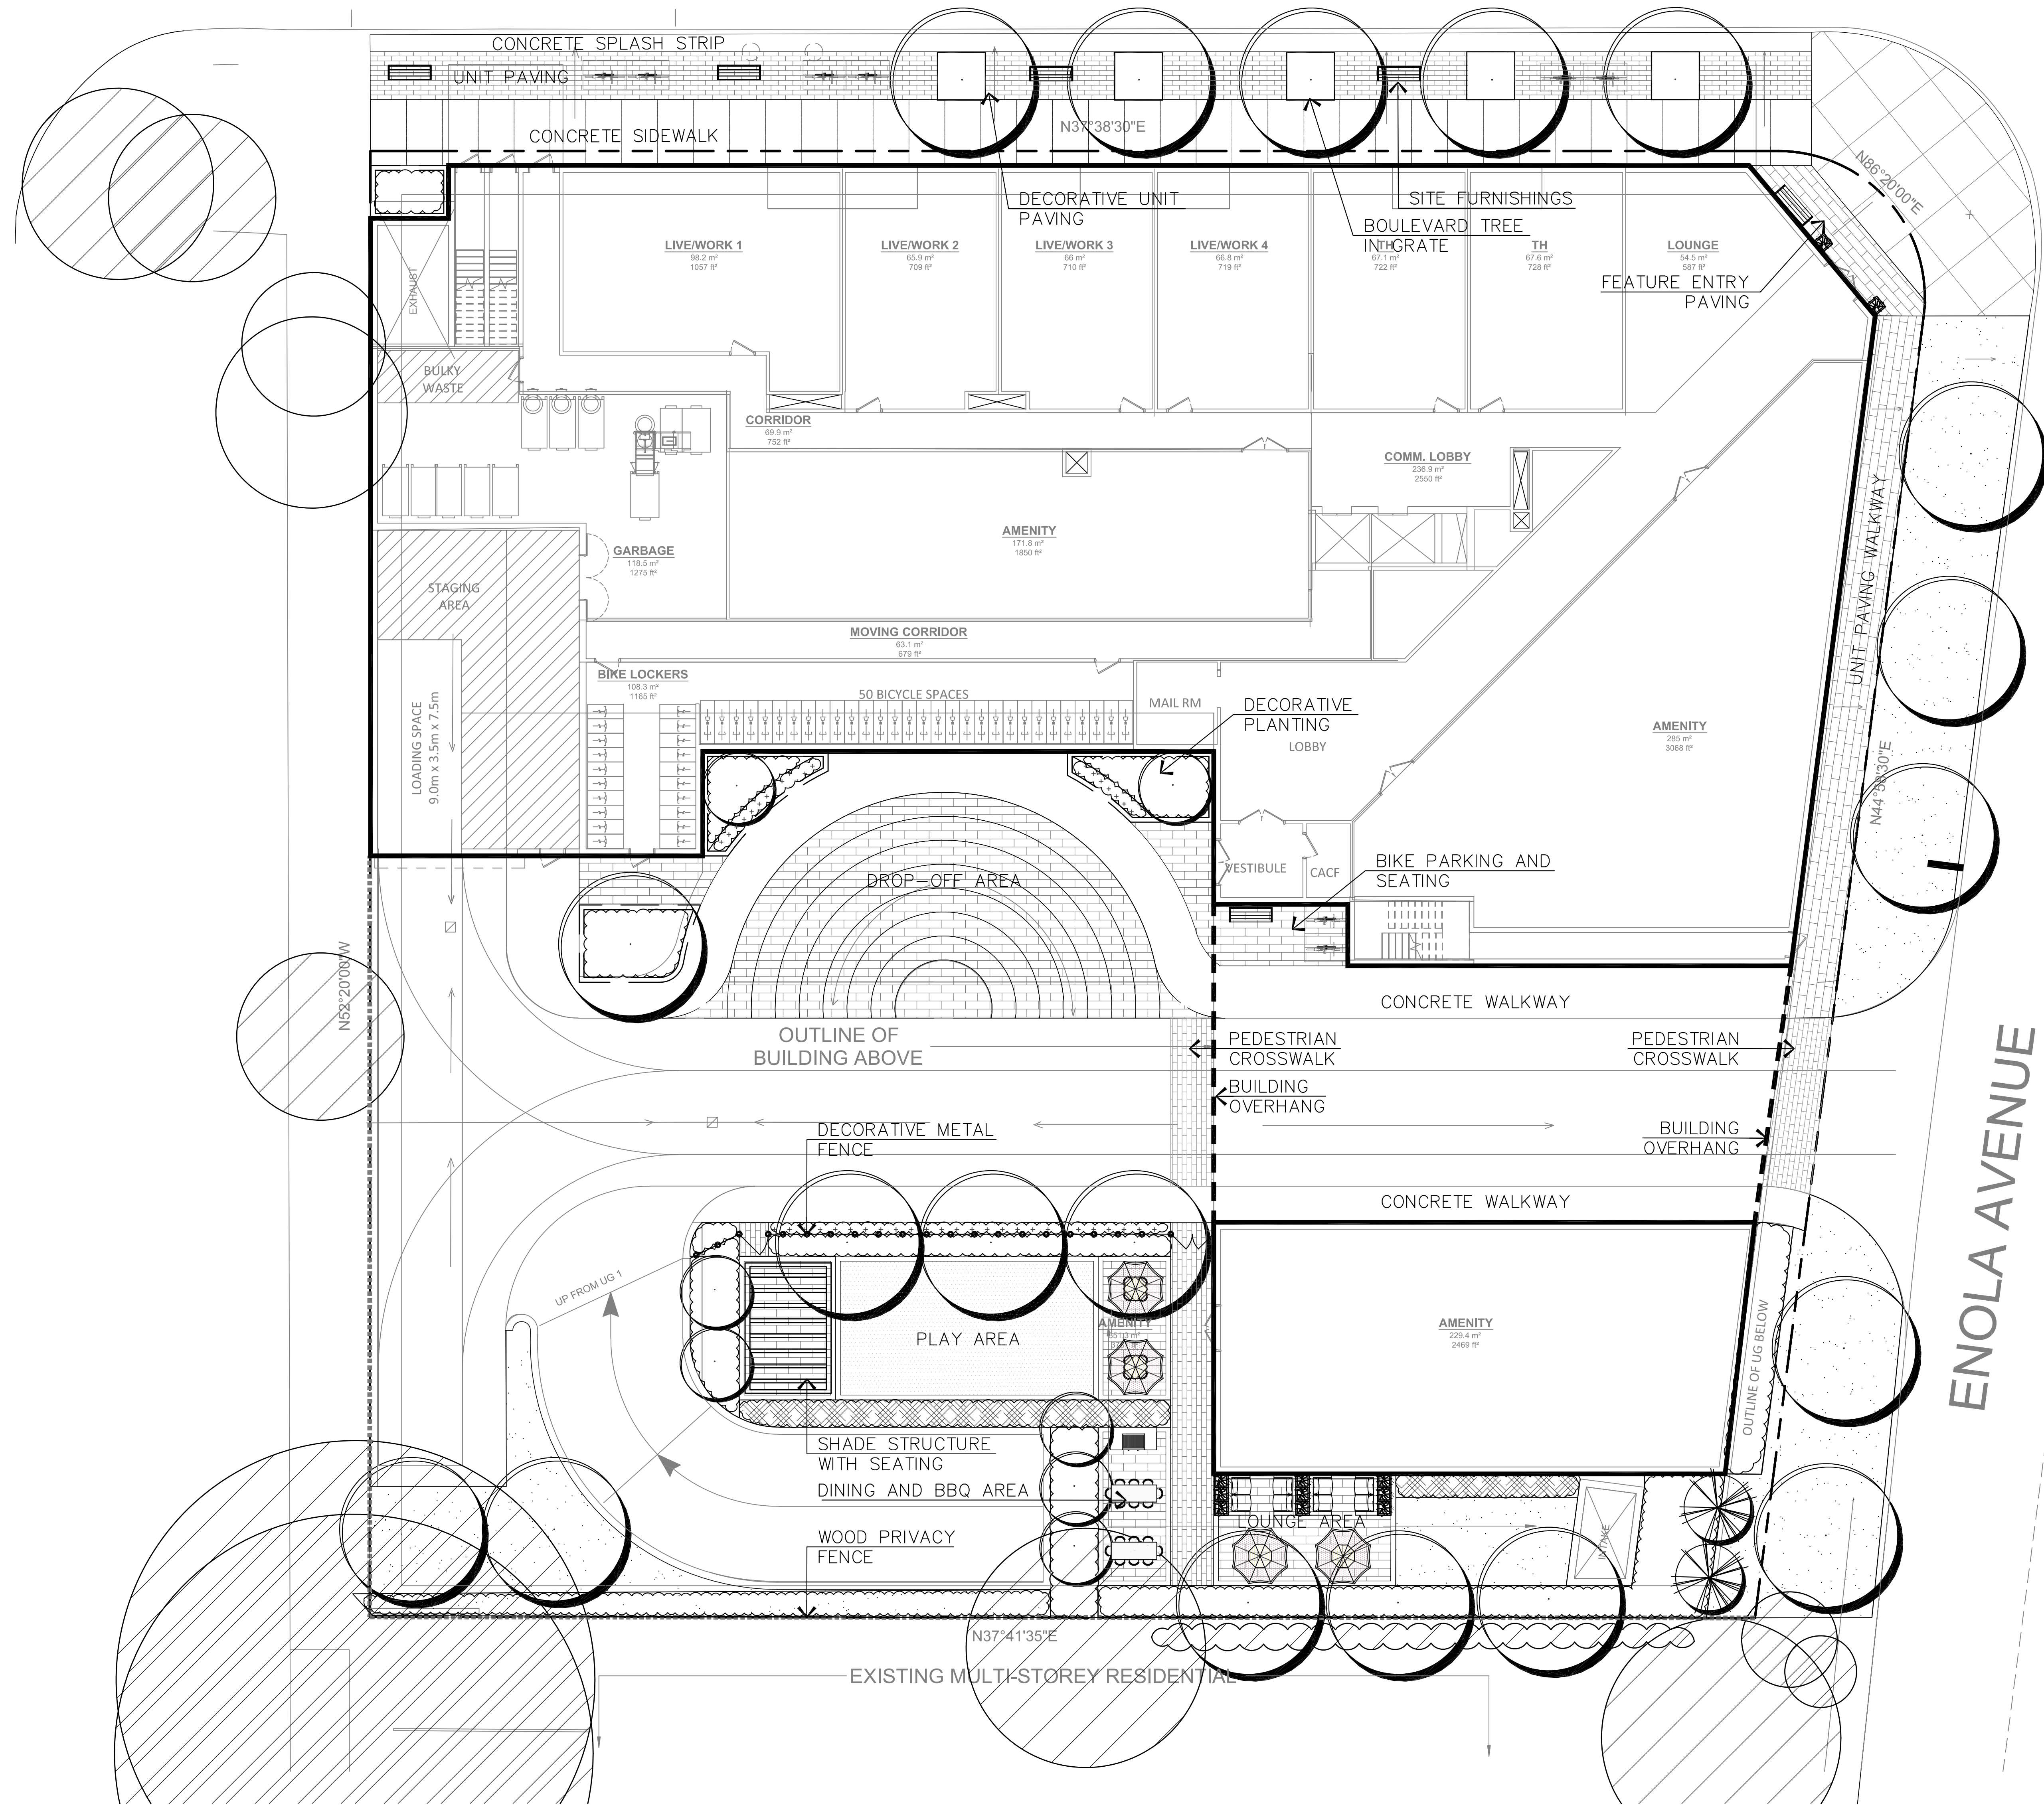 CONCRETE SPLASH STRIP
UNIT PAVING
CONCRETE SIDEWALK
N37°38'30"E
N86°20'00"E
DECORATIVE UNIT
PAVING
SITE FURNISHINGS
BOULEVARD TREE
IN GRATE
FEATURE ENTRY
PAVING
EXHAUST
LIVE/WORK 1
98.2 m²
1057 ft²
LIVE/WORK 2
65.9 m²
709 ft²
LIVE/WORK 3
66 m²
710 ft²
LIVE/WORK 4
66.8 m²
719 ft²
TH
67.1 m²
722 ft²
TH
67.6 m²
728 ft²
LOUNGE
54.5 m²
587 ft²
BULKY
WASTE
CORRIDOR
69.9 m²
752 ft²
COMM. LOBBY
236.9 m²
2550 ft²
AMENITY
171.8 m²
1850 ft²
GARBAGE
118.5 m²
1275 ft²
STAGING
AREA
MOVING CORRIDOR
63.1 m²
679 ft²
BIKE LOCKERS
108.3 m²
1165 ft²
50 BICYCLE SPACES
MAIL RM
DECORATIVE
PLANTING
LOBBY
LOADING SPACE
9.0m x 3.5m x 7.5m
AMENITY
285 m²
3068 ft²
UNIT PAVING WALKWAY
N44°58'30"E
DROP-OFF AREA
VESTIBULE
CACF
BIKE PARKING AND
SEATING
N52°20'00"W
CONCRETE WALKWAY
OUTLINE OF
BUILDING ABOVE
PEDESTRIAN
CROSSWALK
PEDESTRIAN
CROSSWALK
BUILDING
OVERHANG
BUILDING
OVERHANG
DECORATIVE METAL
FENCE
CONCRETE WALKWAY
ENOLA AVENUE
UP FROM UG 1
PLAY AREA
AMENITY
AMENITY
229.4 m²
2469 ft²
OUTLINE OF UG BELOW
SHADE STRUCTURE
WITH SEATING
DINING AND BBQ AREA
LOUNGE AREA
INTAKE
WOOD PRIVACY
FENCE
N37°41'35"E
EXISTING MULTI-STOREY RESIDENTIAL